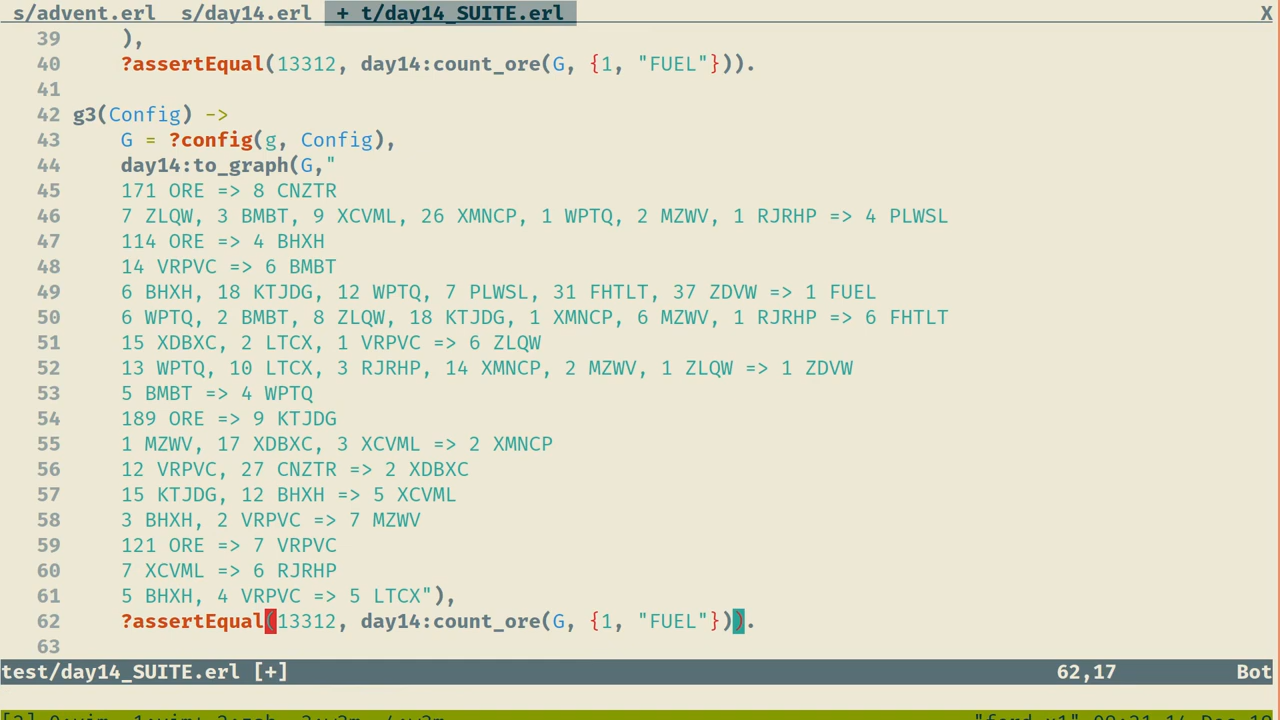 s/advent.erl s/day14.erl + t/day14_SUITE.erl X
39 ),
40 ?assertEqual(13312, day14:count_ore(G, {1, "FUEL"})).
41
42 g3(Config) ->
43 G = ?config(g, Config),
44 day14:to_graph(G,"
45 171 ORE => 8 CNZTR
46 7 ZLQW, 3 BMBT, 9 XCVML, 26 XMNCP, 1 WPTQ, 2 MZWV, 1 RJRHP => 4 PLWSL
47 114 ORE => 4 BHXH
48 14 VRPVC => 6 BMBT
49 6 BHXH, 18 KTJDG, 12 WPTQ, 7 PLWSL, 31 FHTLT, 37 ZDVW => 1 FUEL
50 6 WPTQ, 2 BMBT, 8 ZLQW, 18 KTJDG, 1 XMNCP, 6 MZWV, 1 RJRHP => 6 FHTLT
51 15 XDBXC, 2 LTCX, 1 VRPVC => 6 ZLQW
52 13 WPTQ, 10 LTCX, 3 RJRHP, 14 XMNCP, 2 MZWV, 1 ZLQW => 1 ZDVW
53 5 BMBT => 4 WPTQ
54 189 ORE => 9 KTJDG
55 1 MZWV, 17 XDBXC, 3 XCVML => 2 XMNCP
56 12 VRPVC, 27 CNZTR => 2 XDBXC
57 15 KTJDG, 12 BHXH => 5 XCVML
58 3 BHXH, 2 VRPVC => 7 MZWV
59 121 ORE => 7 VRPVC
60 7 XCVML => 6 RJRHP
61 5 BHXH, 4 VRPVC => 5 LTCX"),
62 ?assertEqual(13312, day14:count_ore(G, {1, "FUEL"})).
63
test/day14_SUITE.erl [+] 62,17 Bot